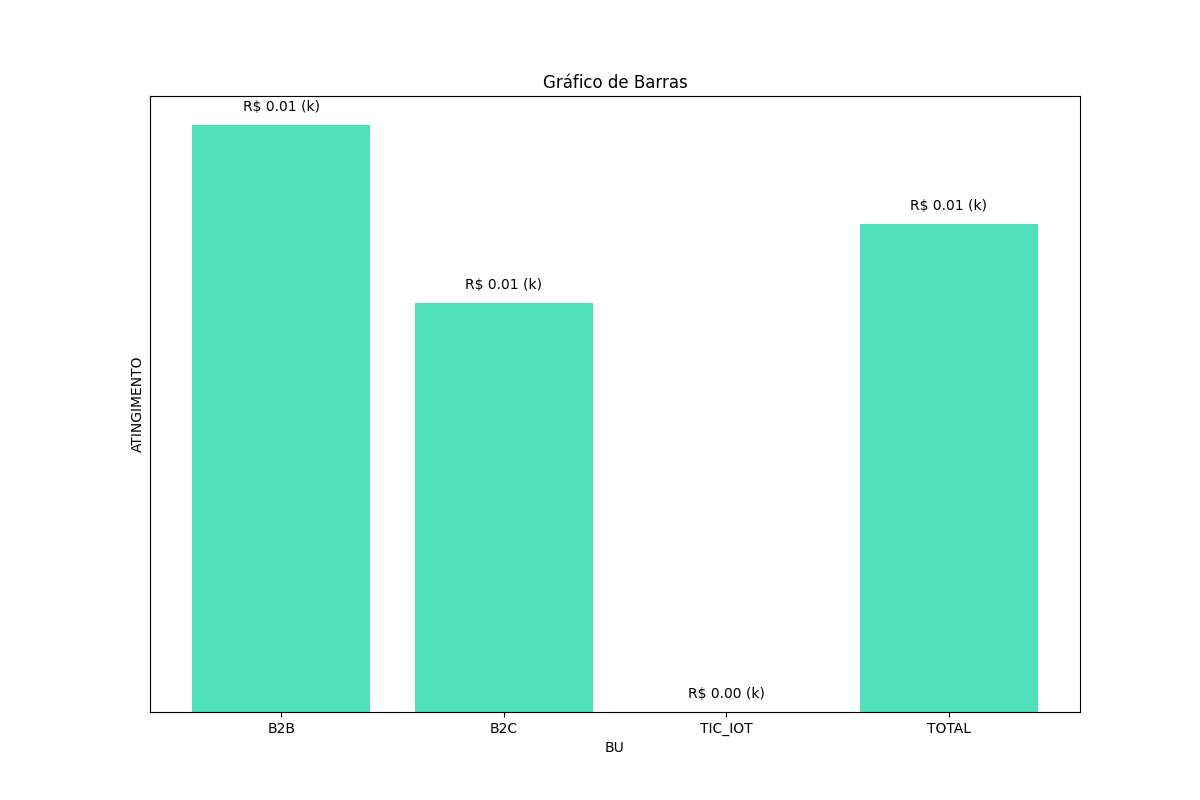 Gráfico de Barras
R$ 0.01 (k)
R$ 0.01 (k)
R$ 0.01 (k)
R$ 0.00 (k)
ATINGIMENTO
B2B
B2C
TIC_IOT
TOTAL
BU